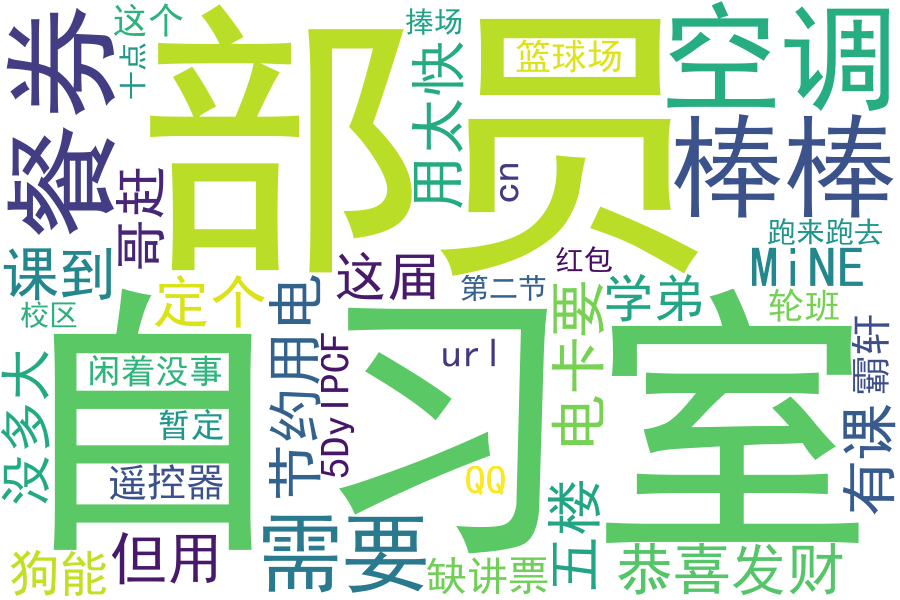 部员
自习室
餐券
空调
棒棒
这个
十点
捧场
篮球场
用太快
cn
哥赶
课到
定个
电
这届
第二节
红包
跑来跑去
MiNE
学弟
轮班
校区
闲着没事
暂定
遥控器
没多大
节约用
5DylPCF
url
QQ
电卡要
霸轩
有课
狗能
但用
需要
缺讲票
五楼
恭喜发财